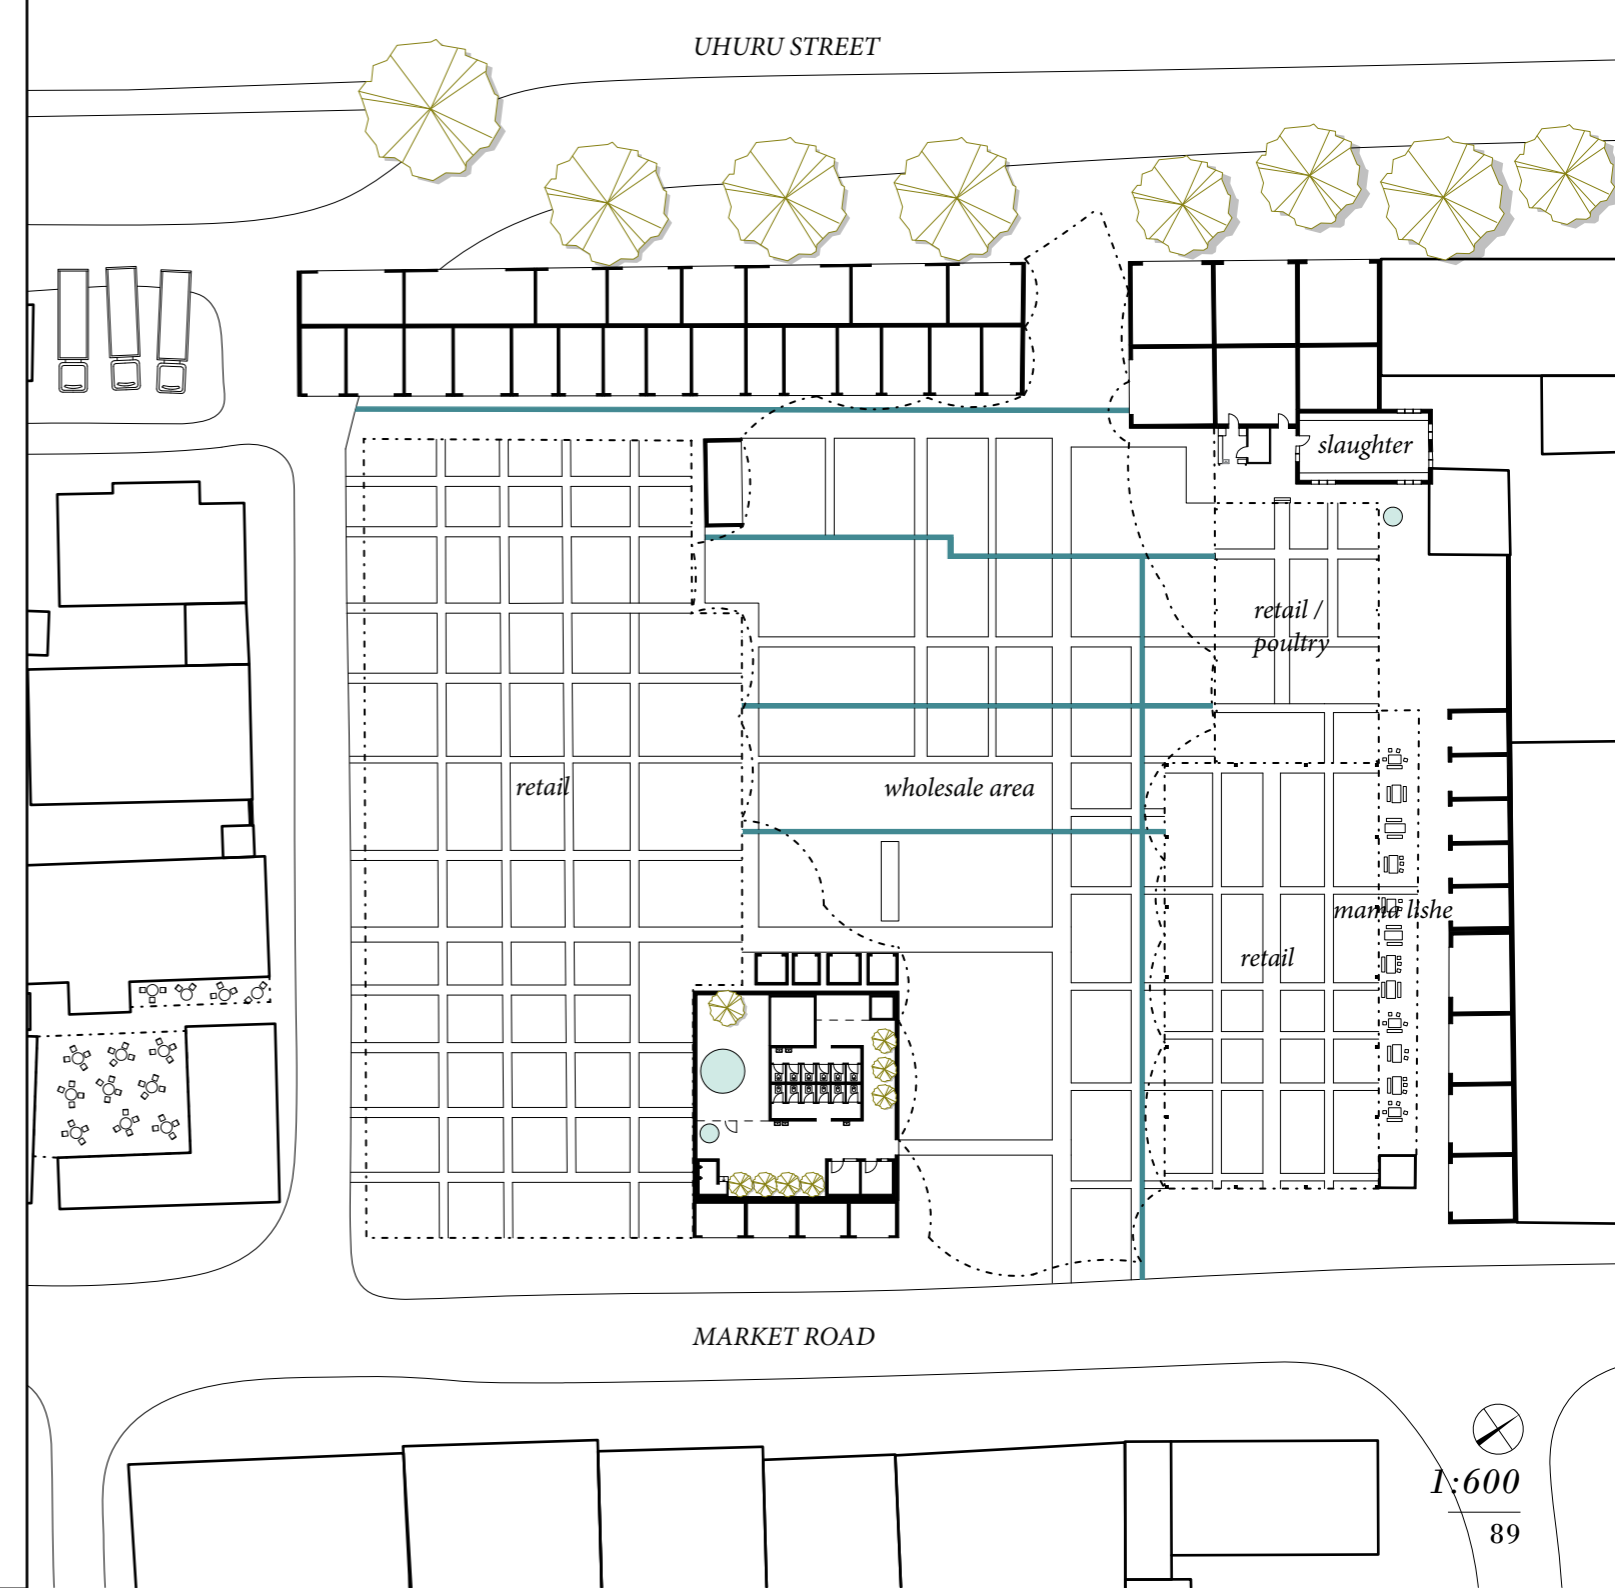 UHURU STREET
slaughter
retail /
poultry
retail
wholesale area
mama lishe
retail
MARKET ROAD
1:600
89